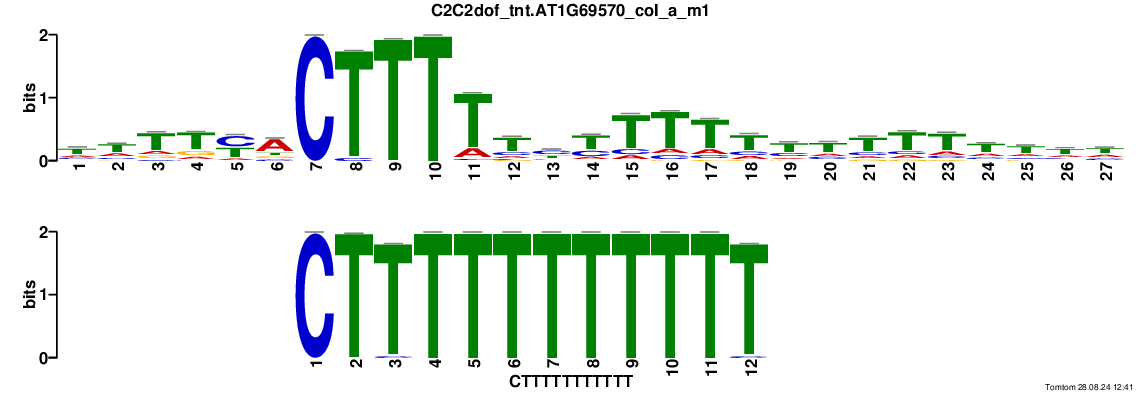 C2C2dof_tnt.AT1G69570_col_a_m1
2
1
0
bits
1 2 3 4 5 6 7 8 9 10 11 12 13 14 15 16 17 18 19 20 21 22 23 24 25 26 27
2
1
0
bits
CTTTTTTTTTTT
1 2 3 4 5 6 7 8 9 10 11 12
CTTTTTTTTTTT
Tomtom 28.08.24 12:41